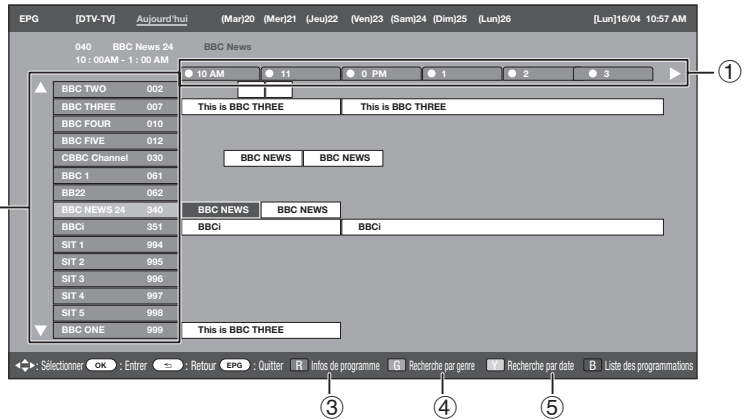 EPG [DTV-TV] Aujourd'hui (Mar)20 (Mer)21 (Jeu)22 (Ven)23 (Sam)24 (Dim)25 (Lun)26 [Lun]16/04 10:57 AM
040 BBC News 24 BBC News
10 : 00AM - 1 : 00 AM
10 AM 11 0 PM 1 2 3 ①
BBC TWO 002
BBC THREE 007 This is BBC THREE This is BBC THREE
BBC FOUR 010
BBC FIVE 012
CBBC Channel 030 BBC NEWS BBC NEWS
BBC 1 061
BB22 062
BBC NEWS 24 340 BBC NEWS BBC NEWS
BBCi 351 BBCi BBCi
SIT 1 994
SIT 2 995
SIT 3 996
SIT 4 997
SIT 5 998
BBC ONE 999 This is BBC THREE
: Sélectionner OK : Entrer : Retour EPG : Quitter R Infos de programme G Recherche par genre Y Recherche par date B Liste des programmations
③ ④ ⑤